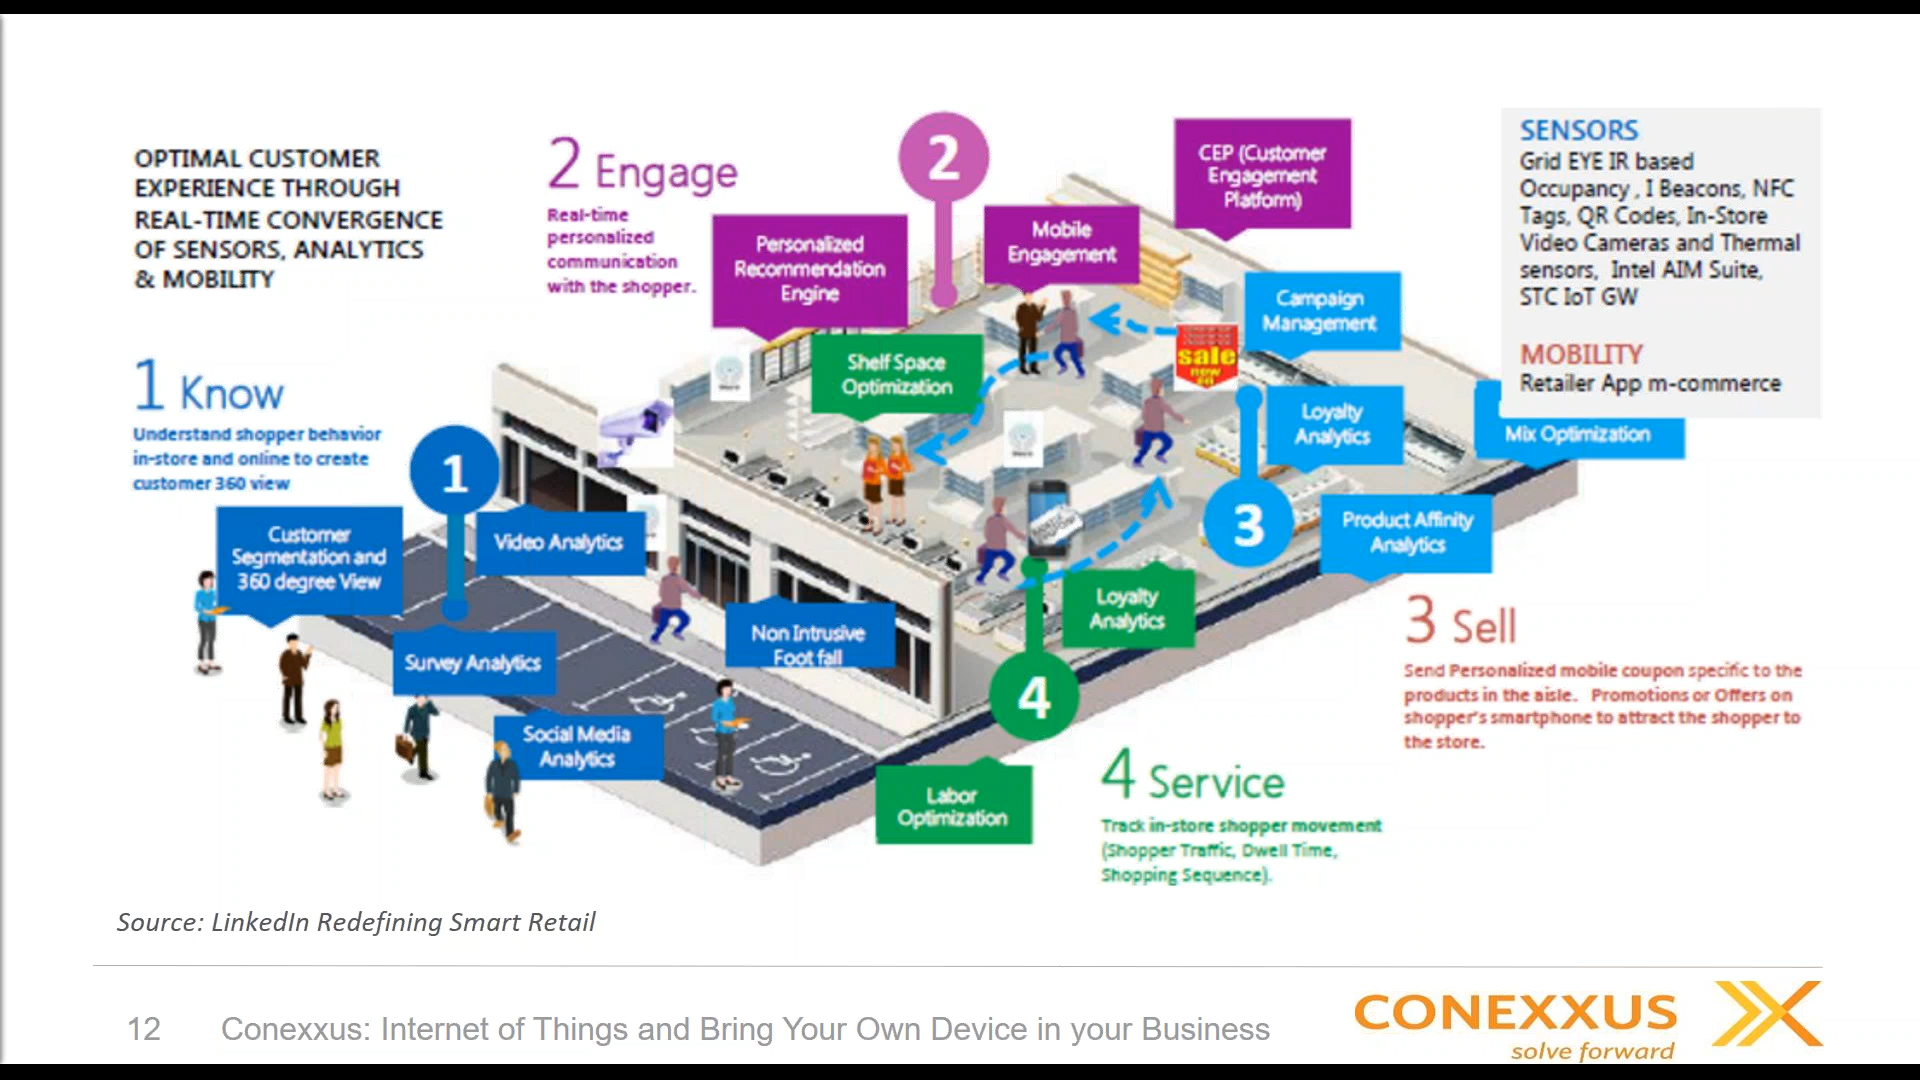 OPTIMAL CUSTOMER
EXPERIENCE THROUGH
REAL-TIME CONVERGENCE
OF SENSORS, ANALYTICS
& MOBILITY
2 Engage
Real-time
personalized
communication
with the shopper.
2
Personalized
Recommendation
Engine
Mobile
Engagement
CEP (Customer
Engagement
Platform)
SENSORS
Grid EYE IR based
Occupancy , I Beacons, NFC
Tags, QR Codes, In-Store
Video Cameras and Thermal
sensors, Intel AIM Suite,
STC IoT GW
MOBILITY
Retailer App m-commerce
Campaign
Management
sale
now
on
Shelf Space
Optimization
Loyalty
Analytics
Mix Optimization
1 Know
Understand shopper behavior
in-store and online to create
customer 360 view
1
Customer
Segmentation and
360 degree View
Video Analytics
3
Product Affinity
Analytics
Survey Analytics
Non Intrusive
Foot fall
Loyalty
Analytics
Social Media
Analytics
4
Labor
Optimization
3 Sell
Send Personalized mobile coupon specific to the
products in the aisle. Promotions or Offers on
shopper's smartphone to attract the shopper to
the store.
4 Service
Track in-store shopper movement
(Shopper Traffic, Dwell Time,
Shopping Sequence).
Source: LinkedIn Redefining Smart Retail
12 Conexxus: Internet of Things and Bring Your Own Device in your Business
CONEXXUS
solve forward